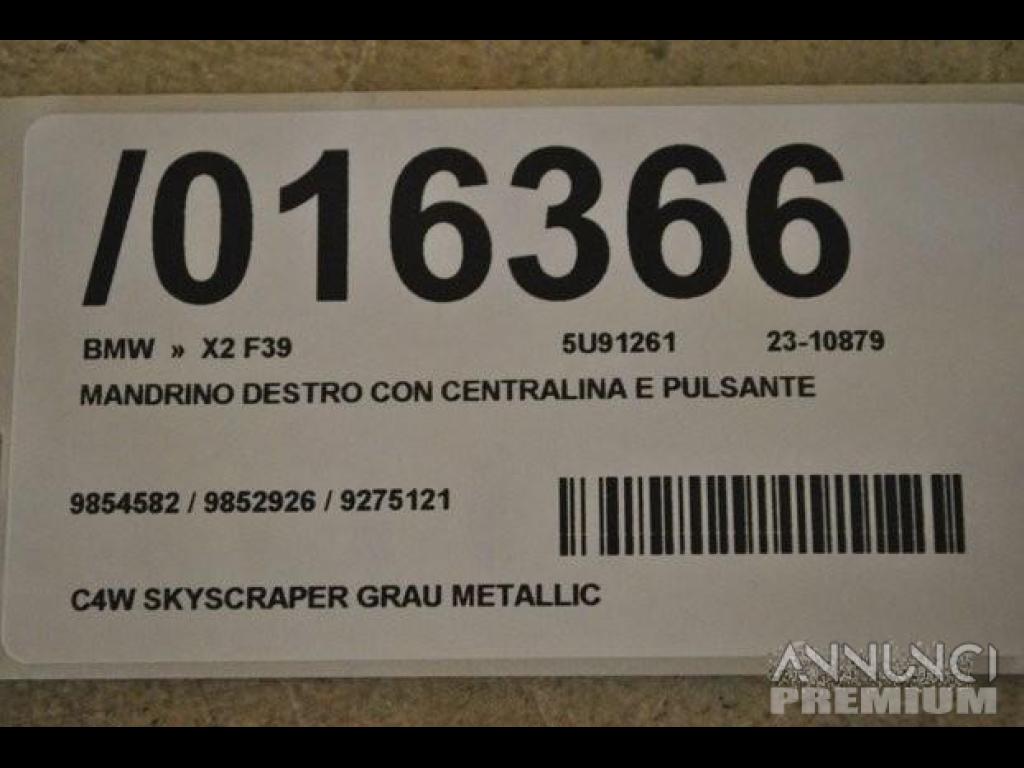 /016366
BMW » X2 F39 5U91261 23-10879
MANDRINO DESTRO CON CENTRALINA E PULSANTE
9854582 / 9852926 / 9275121
C4W SKYSCRAPER GRAU METALLIC
ANNUNCI
PREMIUM